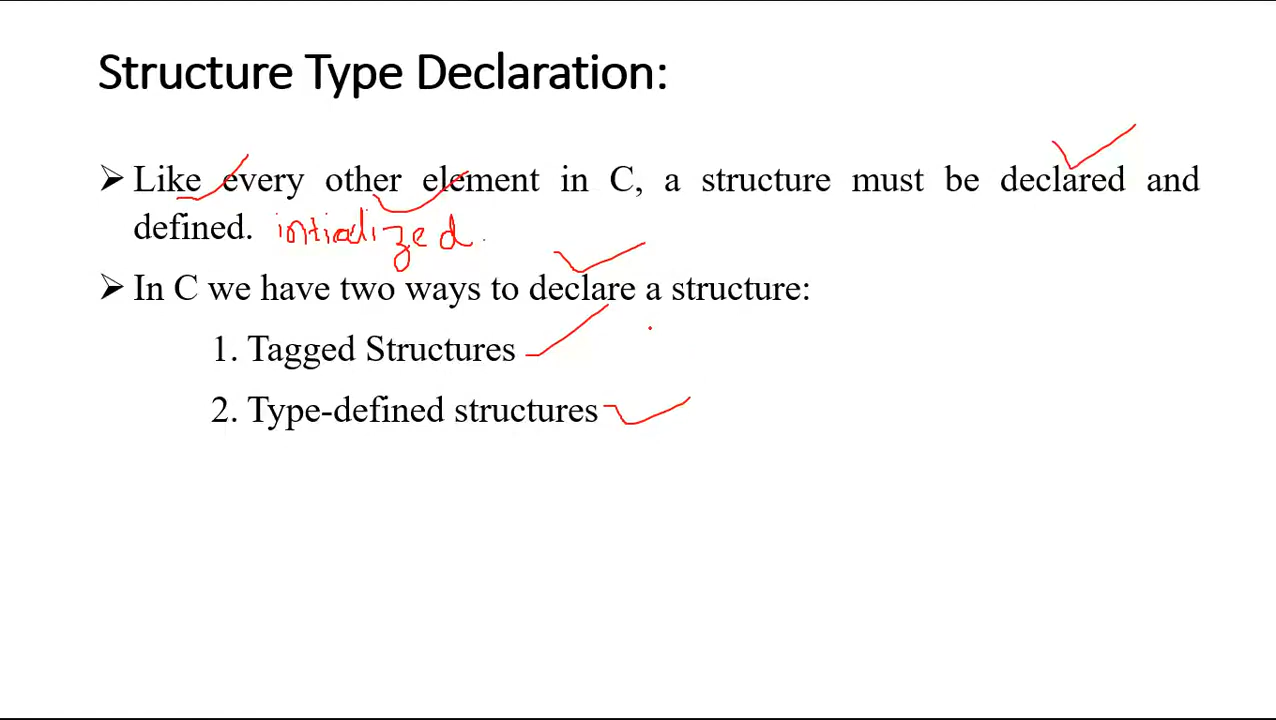 Structure Type Declaration:
➢ Like every other element in C, a structure must be declared and
defined. intialized.
➢ In C we have two ways to declare a structure:
1. Tagged Structures
2. Type-defined structures